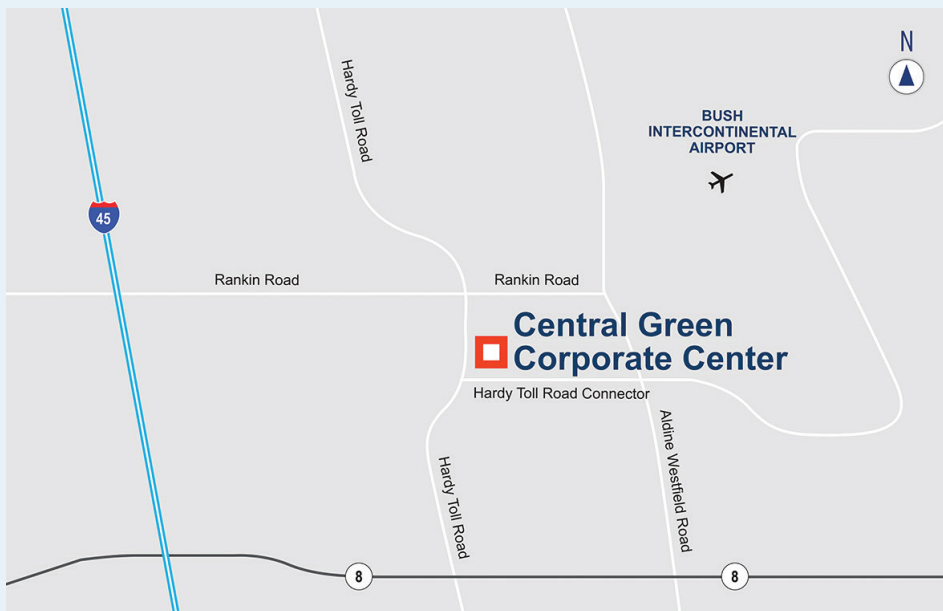 N
Hardy Toll Road
BUSH
INTERCONTINENTAL
AIRPORT
45
Rankin Road
Rankin Road
Central Green
Corporate Center
Hardy Toll Road Connector
Aldine Westfield Road
Hardy Toll Road
8
8